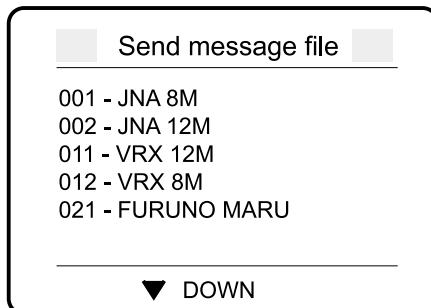 Send message file
001 - JNA 8M
002 - JNA 12M
011 - VRX 12M
012 - VRX 8M
021 - FURUNO MARU
▼ DOWN